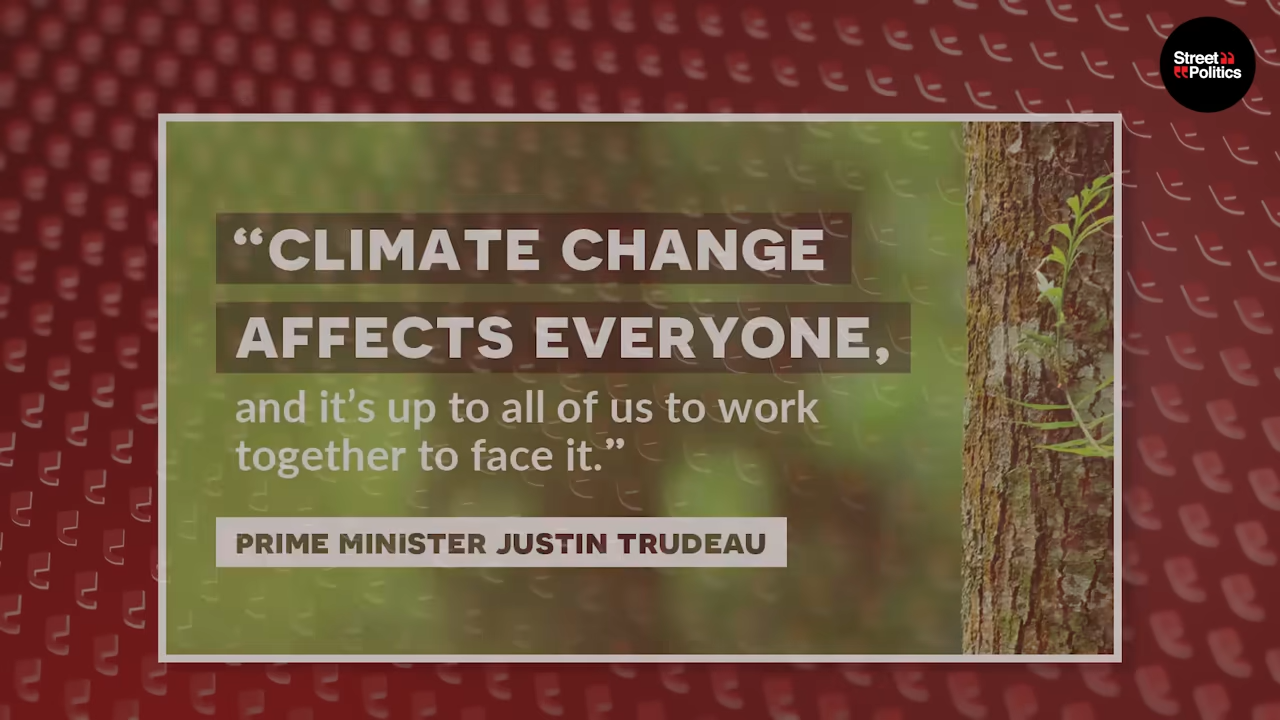 Street
Politics
“CLIMATE CHANGE
AFFECTS EVERYONE,
and it’s up to all of us to work
together to face it.”
PRIME MINISTER JUSTIN TRUDEAU